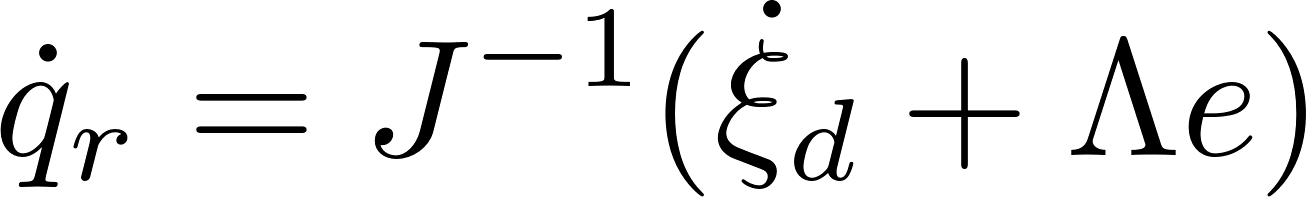 q̇_r = J^{-1}(ξ̇_d + Λe)